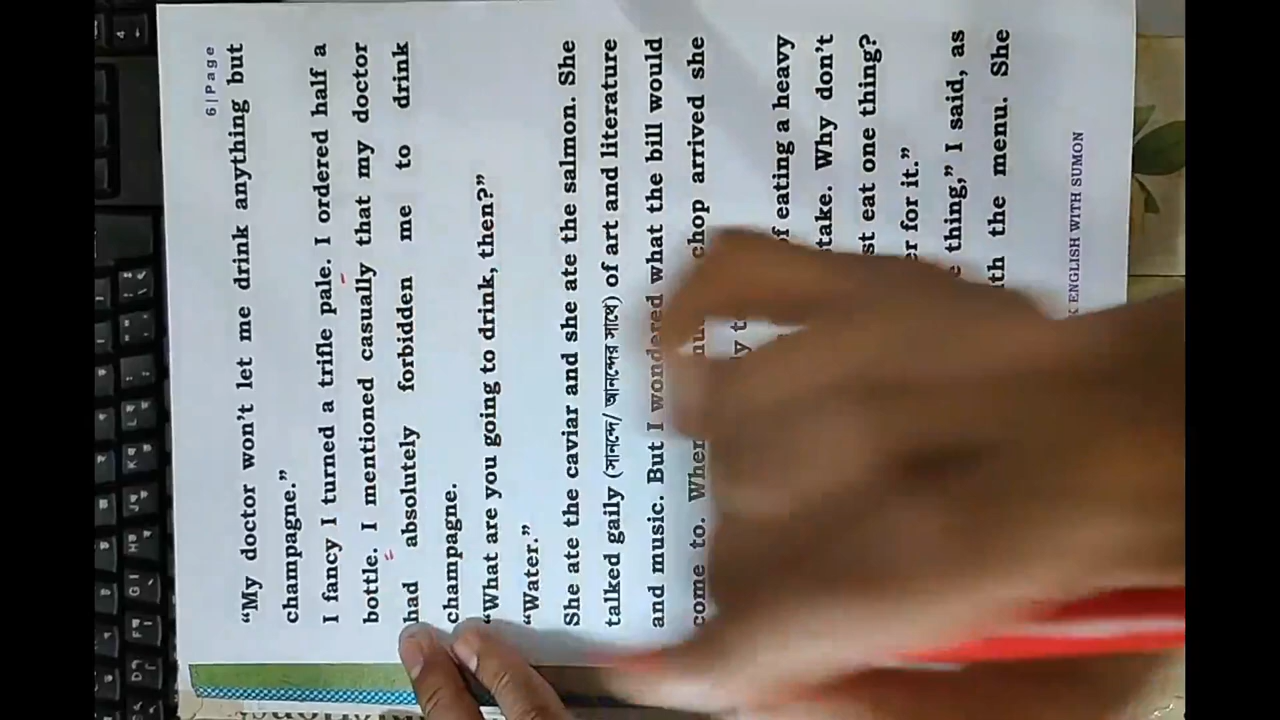 6 | Page
“My doctor won’t let me drink anything but
champagne.”
I fancy I turned a trifle pale. I ordered half a
bottle. I mentioned casually that my doctor
had absolutely forbidden me to drink
champagne.
“What are you going to drink, then?”
“Water.”
She ate the caviar and she ate the salmon. She
talked gaily (সানন্দে/ আনন্দের সাথে) of art and literature
and music. But I wondered what the bill would
come to. When chop arrived she
of eating a heavy
Why don’t
eat one thing?
for it.”
thing,” I said, as
the menu. She
ENGLISH WITH SUMON